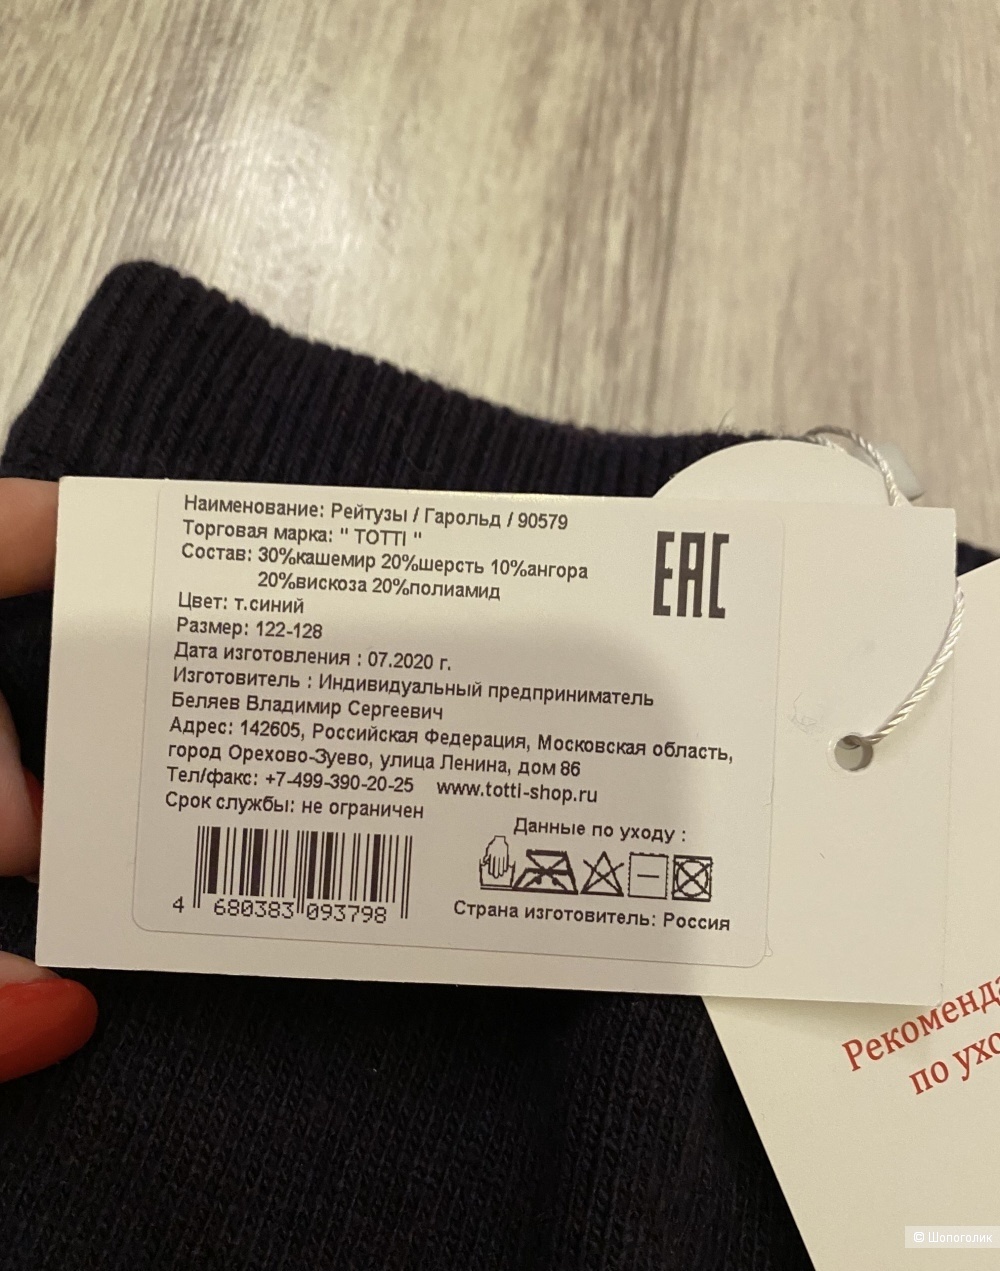 Наименование: Рейтузы / Гарольд / 90579
Торговая марка: " TOTTI "
Состав: 30%кашемир 20%шерсть 10%ангора
20%вискоза 20%полиамид
Цвет: т.синий
Размер: 122-128
Дата изготовления : 07.2020 г.
Изготовитель : Индивидуальный предприниматель
Беляев Владимир Сергеевич
Адрес: 142605, Российская Федерация, Московская область,
город Орехово-Зуево, улица Ленина, дом 86
Тел/факс: +7-499-390-20-25 www.totti-shop.ru
Срок службы: не ограничен
EAC
Данные по уходу :
4 680383 093798
Страна изготовитель: Россия
Рекоменда
по ухо
© Шопоголик